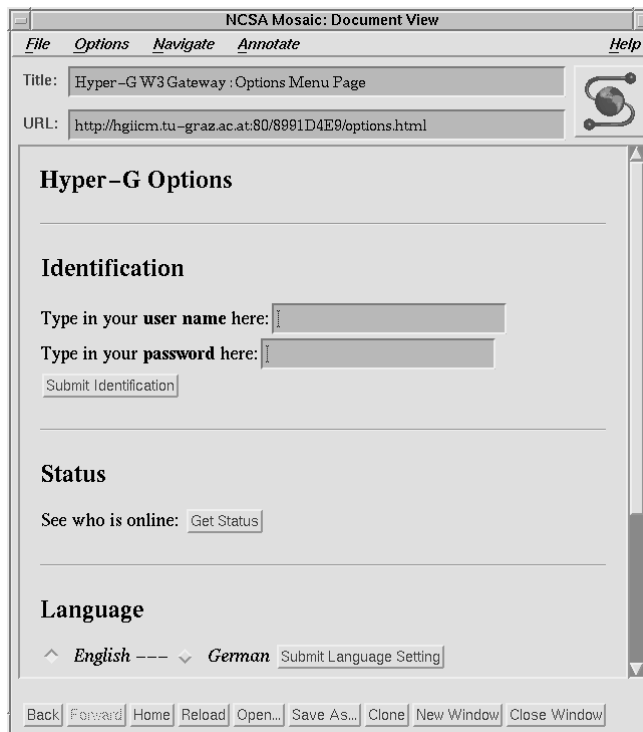 NCSA Mosaic: Document View
File Options Navigate Annotate Help
Title: Hyper-G W3 Gateway : Options Menu Page
URL: http://hgiicm.tu-graz.ac.at:80/8991D4E9/options.html
Hyper-G Options
Identification
Type in your user name here:
Type in your password here:
Submit Identification
Status
See who is online: Get Status
Language
English --- German Submit Language Setting
Back Forward Home Reload Open... Save As... Clone New Window Close Window